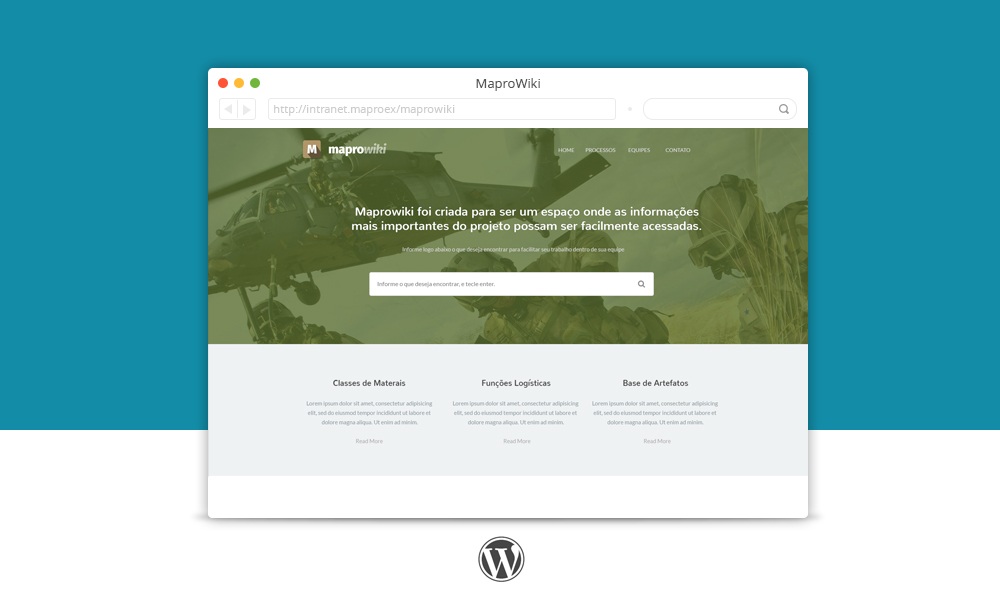 MaproWiki
http://intranet.maproex/maprowiki
M maprowiki
HOME PROCESSOS EQUIPES CONTATO
Maprowiki foi criada para ser um espaço onde as informações
mais importantes do projeto possam ser facilmente acessadas.
Informe logo abaixo o que deseja encontrar para facilitar seu trabalho dentro de sua equipe
Informe o que deseja encontrar, e tecle enter.
Classes de Materais
Lorem ipsum dolor sit amet, consectetur adipisicing
elit, sed do eiusmod tempor incididunt ut labore et
dolore magna aliqua. Ut enim ad minim.
Read More
Funções Logísticas
Lorem ipsum dolor sit amet, consectetur adipisicing
elit, sed do eiusmod tempor incididunt ut labore et
dolore magna aliqua. Ut enim ad minim.
Read More
Base de Artefatos
Lorem ipsum dolor sit amet, consectetur adipisicing
elit, sed do eiusmod tempor incididunt ut labore et
dolore magna aliqua. Ut enim ad minim.
Read More
W